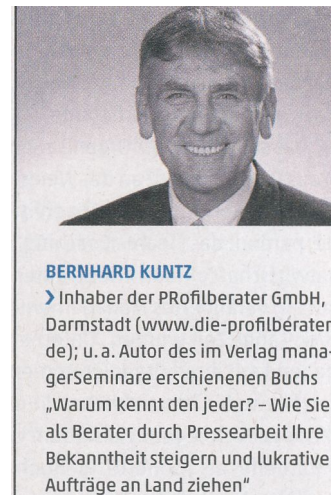 BERNHARD KUNTZ
› Inhaber der PRofilberater GmbH,
Darmstadt (www.die-profilberater.
de); u. a. Autor des im Verlag mana-
gerSeminare erschienenen Buchs
„Warum kennt den jeder? – Wie Sie
als Berater durch Pressearbeit Ihre
Bekanntheit steigern und lukrative
Aufträge an Land ziehen“